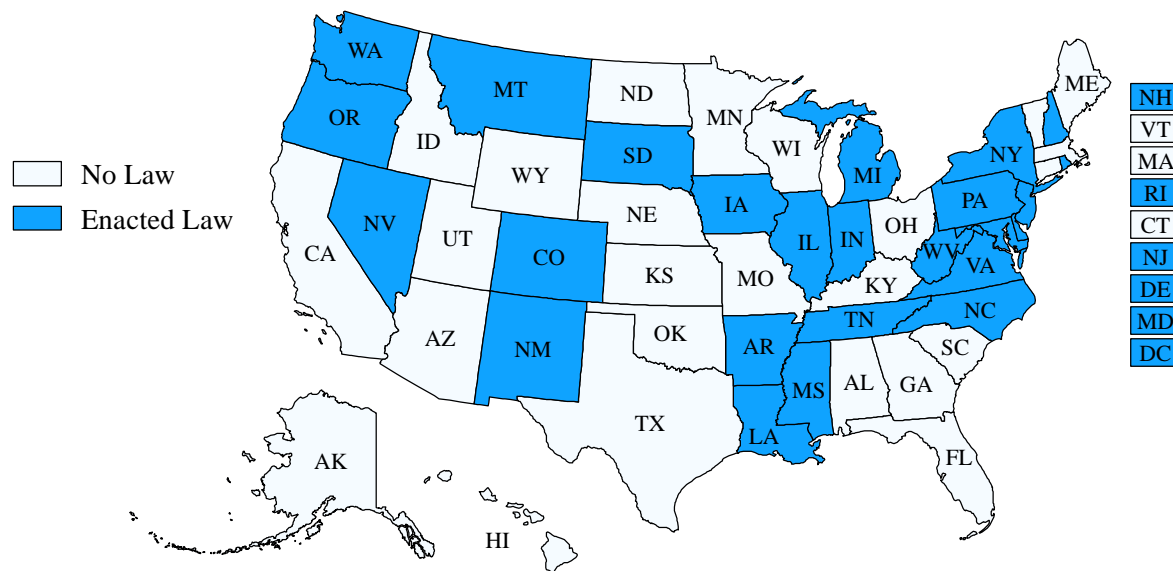 WA
MT
ND
MN
ME
OR
ID
SD
WI
MI
NY
WY
IA
PA
NE
NV
UT
CO
IL
IN
OH
WV
VA
CA
KS
MO
KY
AZ
NM
OK
TN
NC
AR
SC
MS
AL
GA
TX
LA
FL
AK
HI
No Law
Enacted Law
NH
VT
MA
RI
CT
NJ
DE
MD
DC